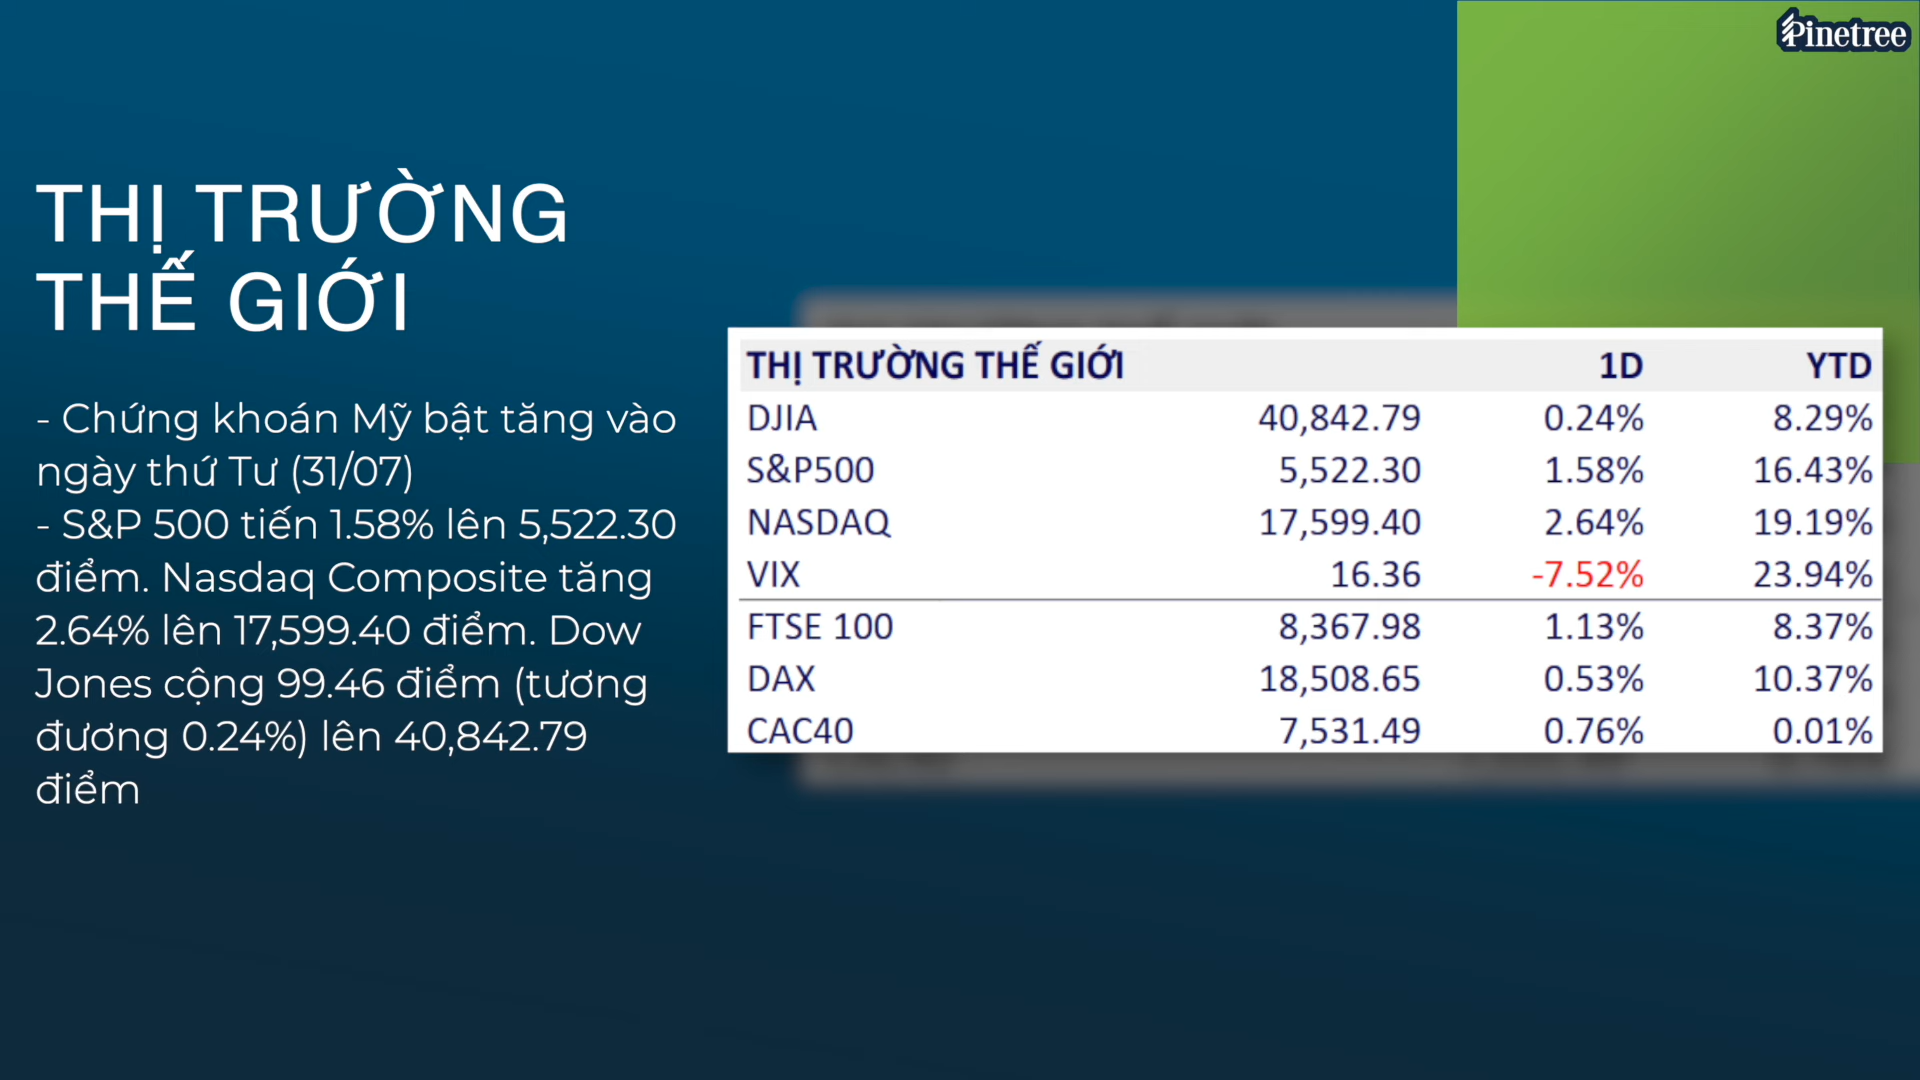 Pinetree
THỊ TRƯỜNG
THẾ GIỚI
- Chứng khoán Mỹ bật tăng vào
ngày thứ Tư (31/07)
- S&P 500 tiến 1.58% lên 5,522.30
điểm. Nasdaq Composite tăng
2.64% lên 17,599.40 điểm. Dow
Jones cộng 99.46 điểm (tương
đương 0.24%) lên 40,842.79
điểm
THỊ TRƯỜNG THẾ GIỚI 1D YTD
DJIA 40,842.79 0.24% 8.29%
S&P500 5,522.30 1.58% 16.43%
NASDAQ 17,599.40 2.64% 19.19%
VIX 16.36 -7.52% 23.94%
FTSE 100 8,367.98 1.13% 8.37%
DAX 18,508.65 0.53% 10.37%
CAC40 7,531.49 0.76% 0.01%